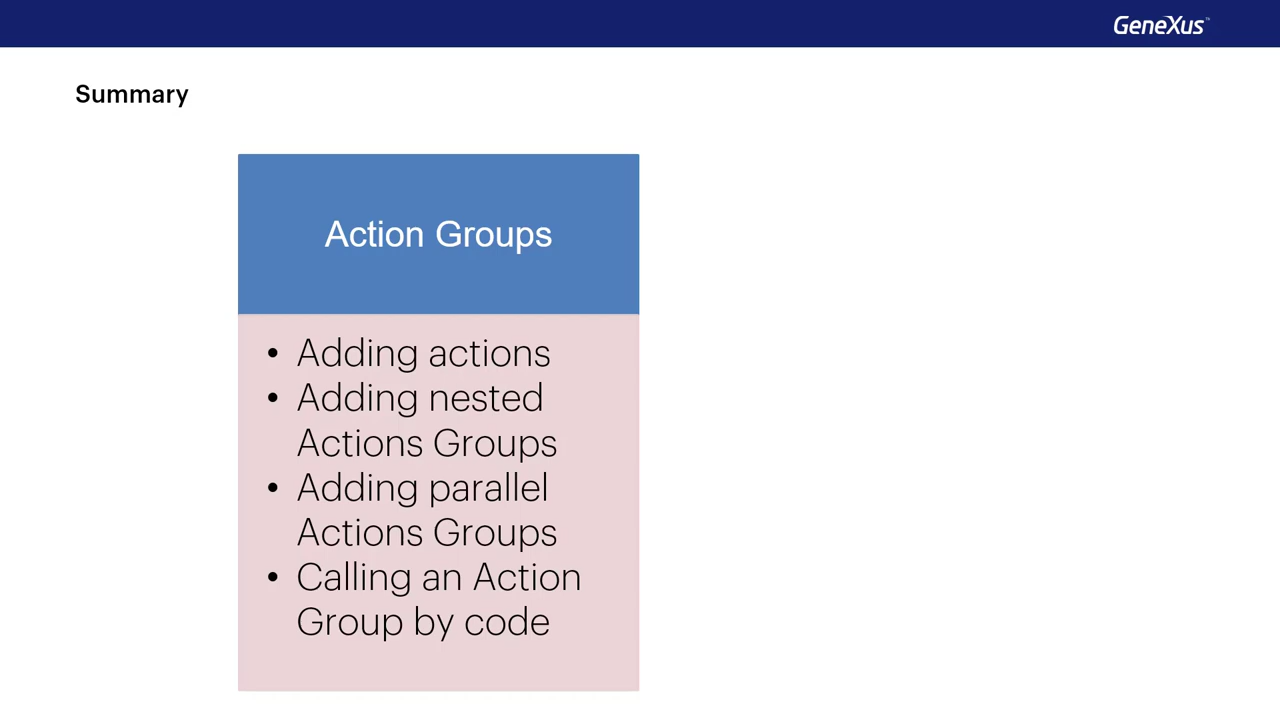 GeneXus™
Summary
Action Groups
• Adding actions
• Adding nested
Actions Groups
• Adding parallel
Actions Groups
• Calling an Action
Group by code